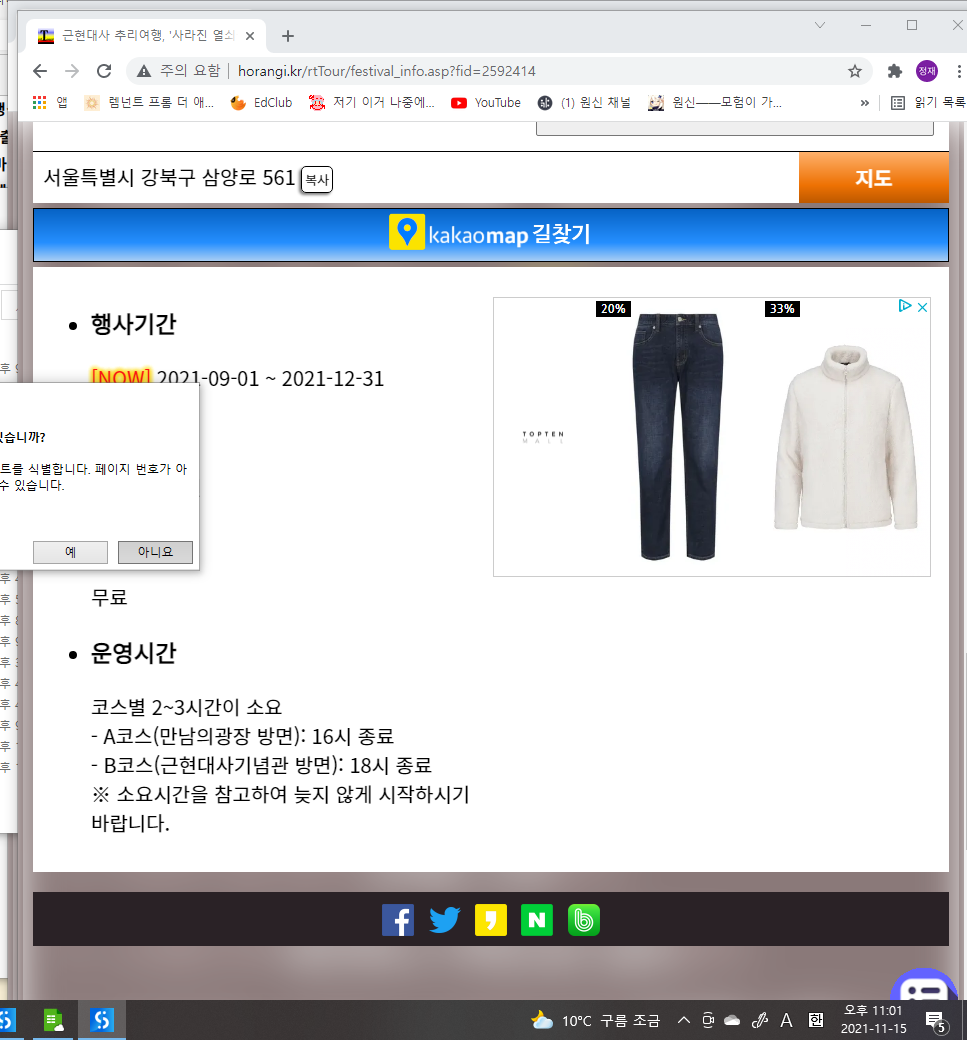 근현대사 추리여행, '사라진 열쇠
주의 요함
horangi.kr/rtTour/festival_info.asp?fid=2592414
정재
앱
렘넌트 프롬 더 애...
EdClub
저기 이거 나중에...
YouTube
(1) 원신 채널
원신——모험이 가...
»
읽기 목록
서울특별시 강북구 삼양로 561
복사
지도
kakaomap 길찾기
• 행사기간
[NOW] 2021-09-01 ~ 2021-12-31
20%
33%
TOPTEN
MALL
있습니까?
트를 식별합니다. 페이지 번호가 아
수 있습니다.
예
아니요
무료
• 운영시간
코스별 2~3시간이 소요
- A코스(만남의광장 방면): 16시 종료
- B코스(근현대사기념관 방면): 18시 종료
※ 소요시간을 참고하여 늦지 않게 시작하시기
바랍니다.
10°C 구름 조금
A
한
오후 11:01
2021-11-15
5